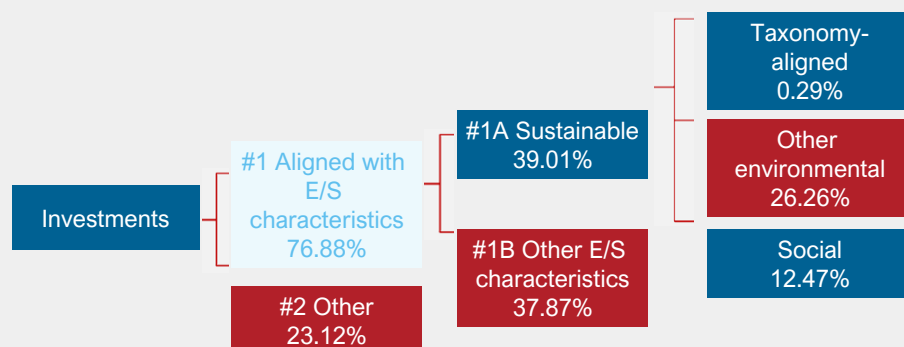 Investments
#1 Aligned with
E/S
characteristics
76.88%
#2 Other
23.12%
#1A Sustainable
39.01%
#1B Other E/S
characteristics
37.87%
Taxonomy-
aligned
0.29%
Other
environmental
26.26%
Social
12.47%